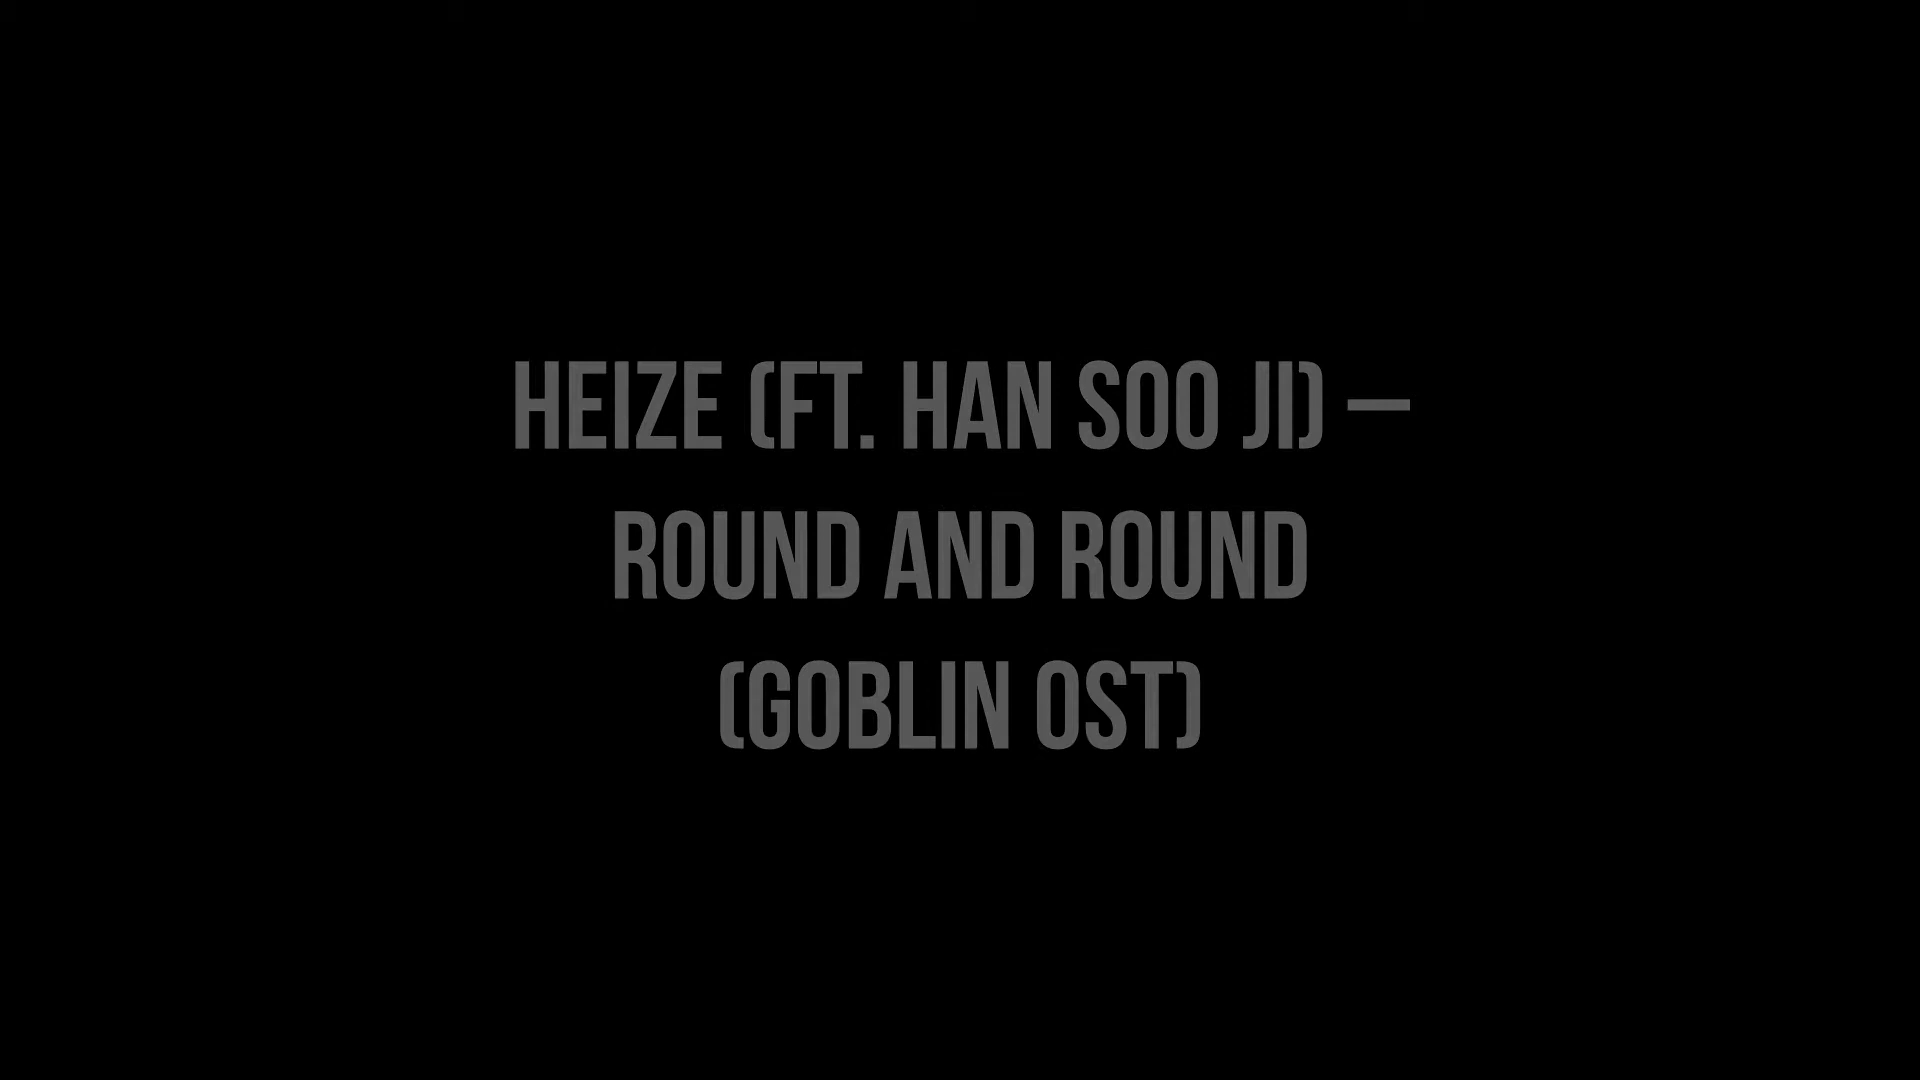 HEIZE (FT. HAN SOO JI) –
ROUND AND ROUND
(GOBLIN OST)